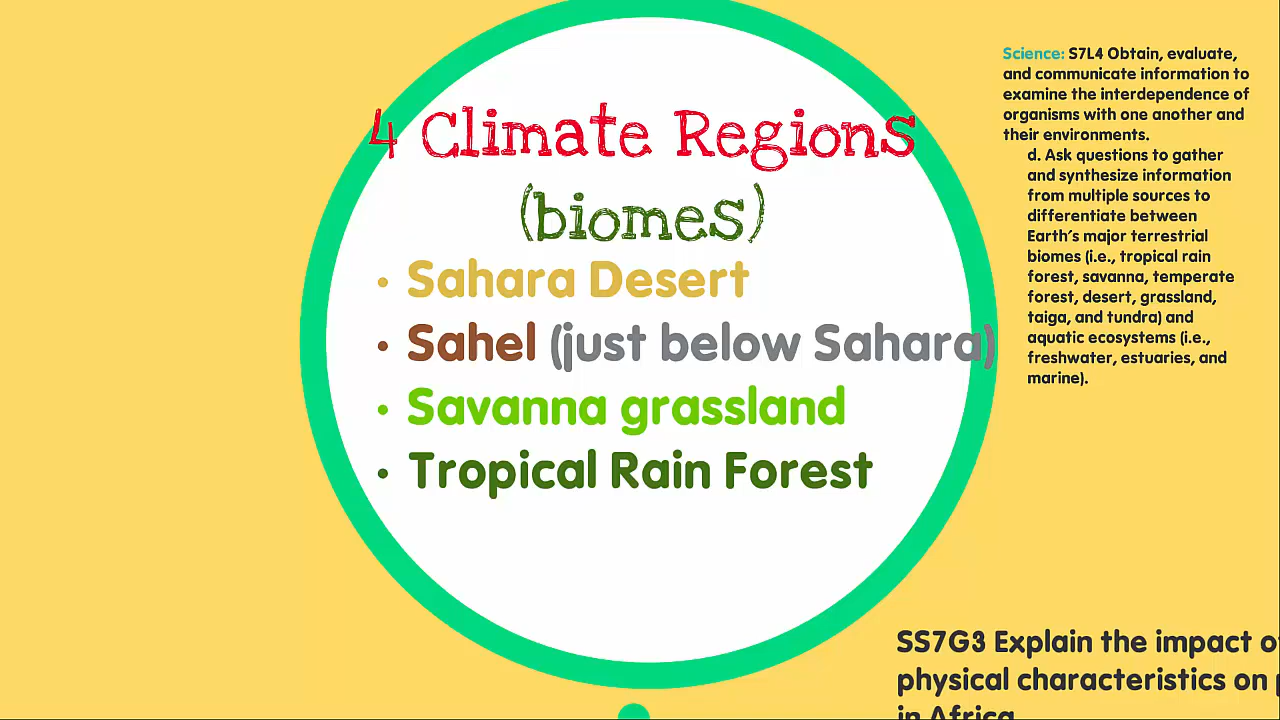 4 Climate Regions
(biomes)
• Sahara Desert
• Sahel (just below Sahara)
• Savanna grassland
• Tropical Rain Forest
Science: S7L4 Obtain, evaluate,
and communicate information to
examine the interdependence of
organisms with one another and
their environments.
d. Ask questions to gather
and synthesize information
from multiple sources to
differentiate between
Earth's major terrestrial
biomes (i.e., tropical rain
forest, savanna, temperate
forest, desert, grassland,
taiga, and tundra) and
aquatic ecosystems (i.e.,
freshwater, estuaries, and
marine).
SS7G3 Explain the impact
physical characteristics on
in Africa